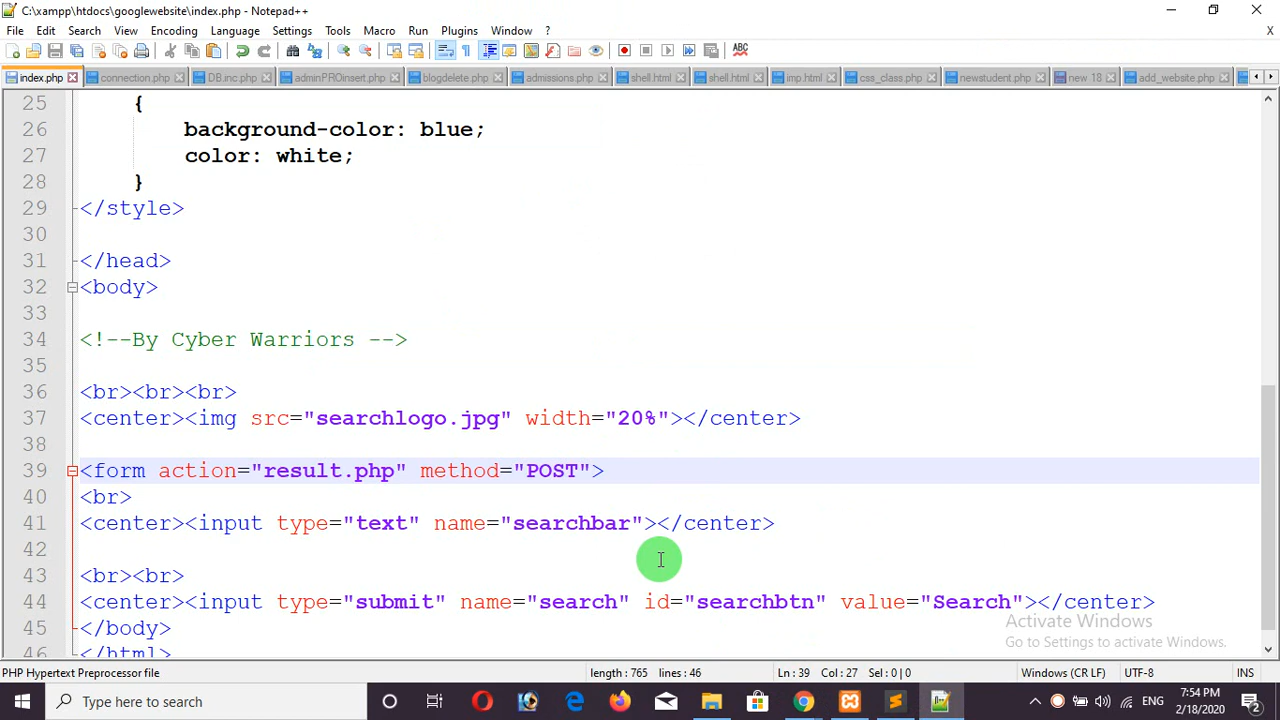 C:\xampp\htdocs\googlewebsite\index.php - Notepad++
File Edit Search View Encoding Language Settings Tools Macro Run Plugins Window ? X
index.php connection.php DB.inc.php adminPROinsert.php blogdelete.php admissions.php shell.html shell.html imp.html css_class.php newstudent.php new 18 add_website.php
25 {
26 background-color: blue;
27 color: white;
28 }
29 </style>
30
31 </head>
32 <body>
33
34 <!--By Cyber Warriors -->
35
36 <br><br><br>
37 <center><img src="searchlogo.jpg" width="20%"></center>
38
39 <form action="result.php" method="POST">
40 <br>
41 <center><input type="text" name="searchbar"></center>
42
43 <br><br>
44 <center><input type="submit" name="search" id="searchbtn" value="Search"></center>
Activate Windows
45 </body>
Go to Settings to activate Windows.
46 </html>
PHP Hypertext Preprocessor file length : 765 lines : 46 Ln : 39 Col : 27 Sel : 0 | 0 Windows (CR LF) UTF-8 INS
Type here to search
ENG
7:54 PM
2/18/2020
2